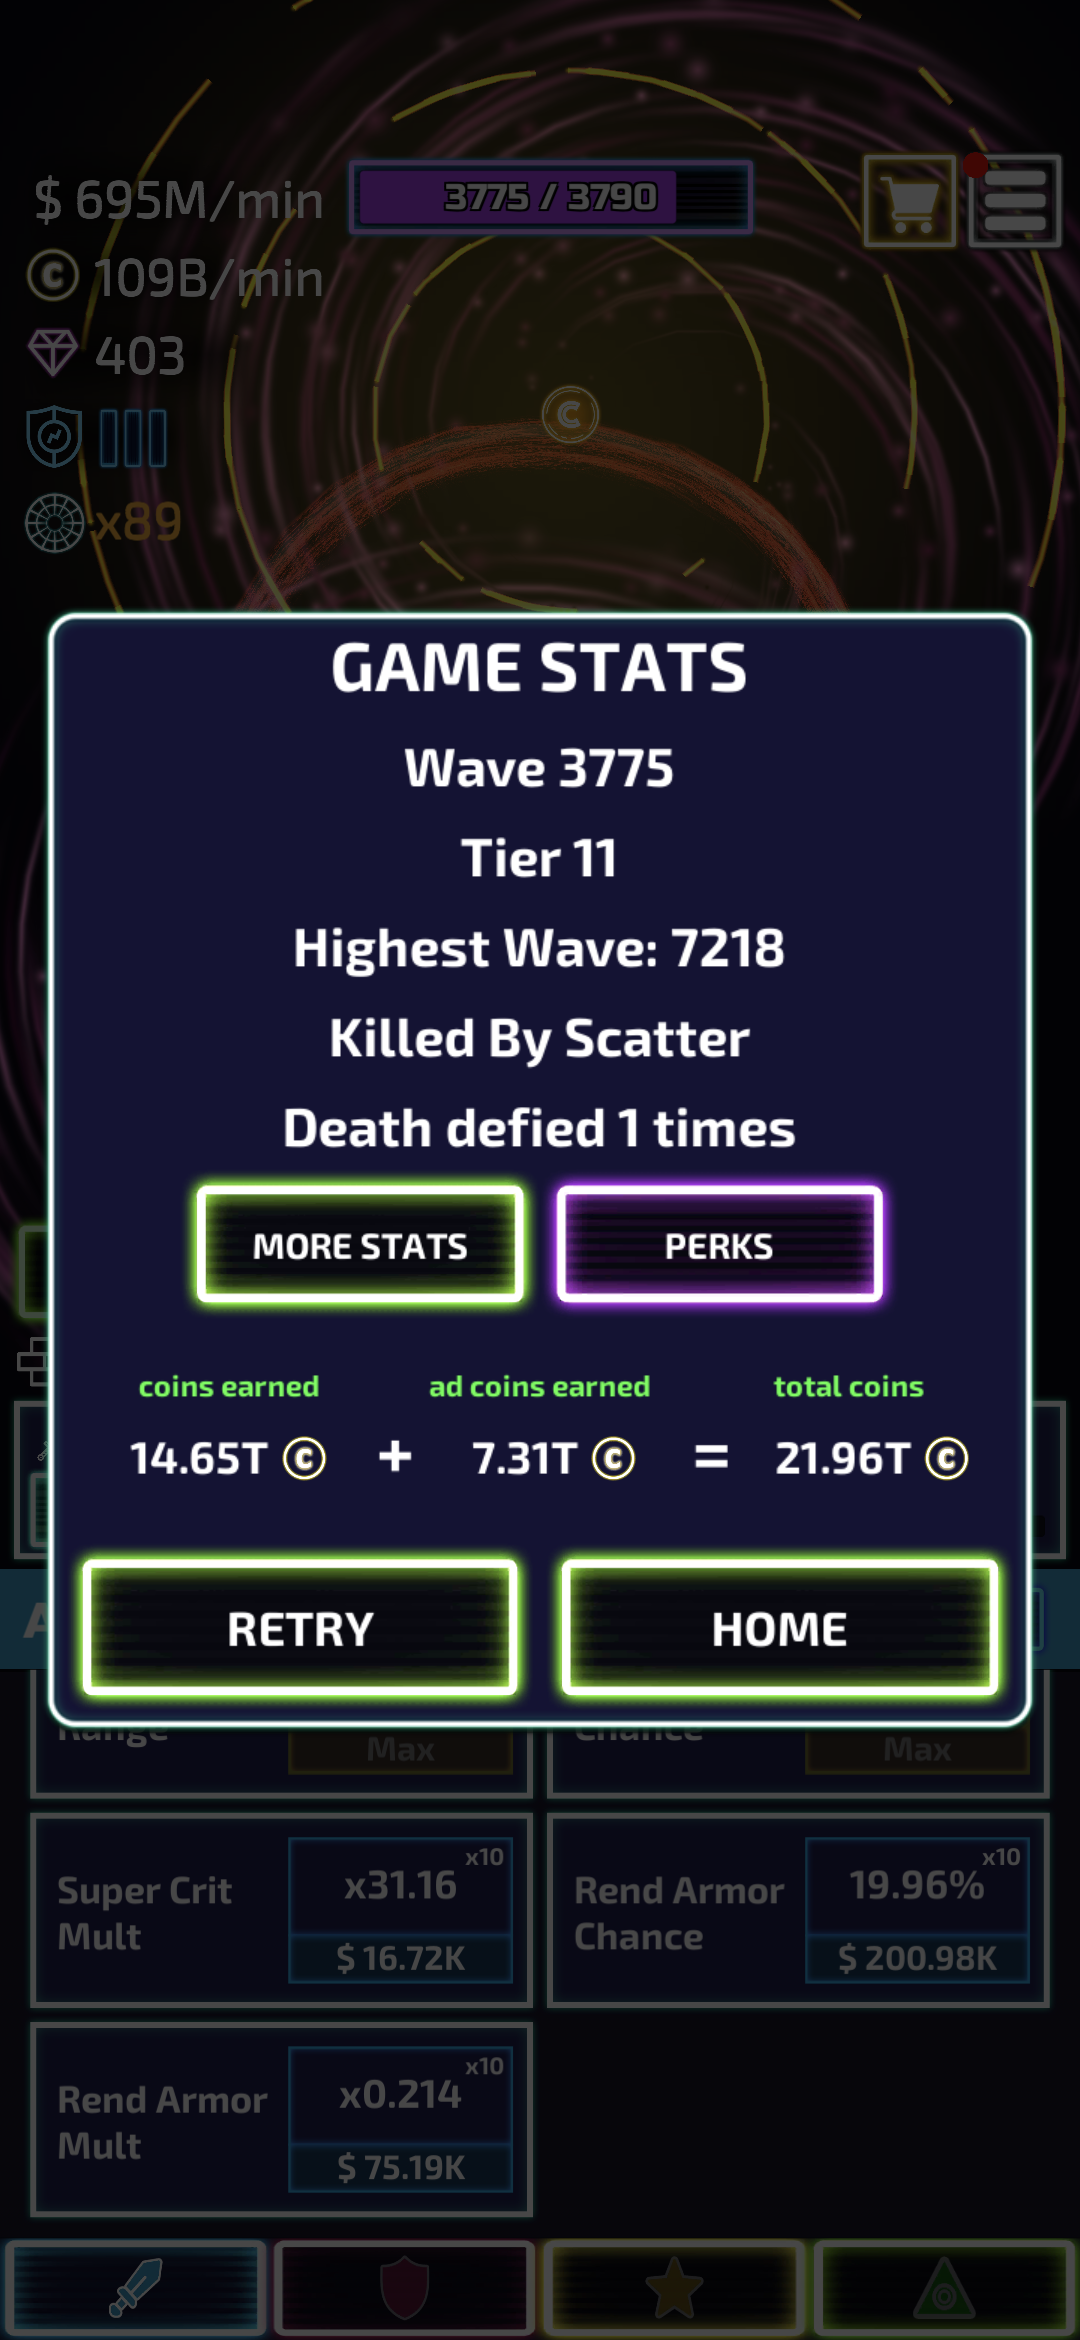 $ 695M/min
3775 / 3790
C 109B/min
403
x89
C
GAME STATS
Wave 3775
Tier 11
Highest Wave: 7218
Killed By Scatter
Death defied 1 times
MORE STATS
PERKS
coins earned
ad coins earned
total coins
14.65T C + 7.31T C = 21.96T C
RETRY
HOME
Range
Max
Chance
Max
Super Crit Mult
x10
x31.16
$ 16.72K
Rend Armor Chance
x10
19.96%
$ 200.98K
Rend Armor Mult
x10
x0.214
$ 75.19K